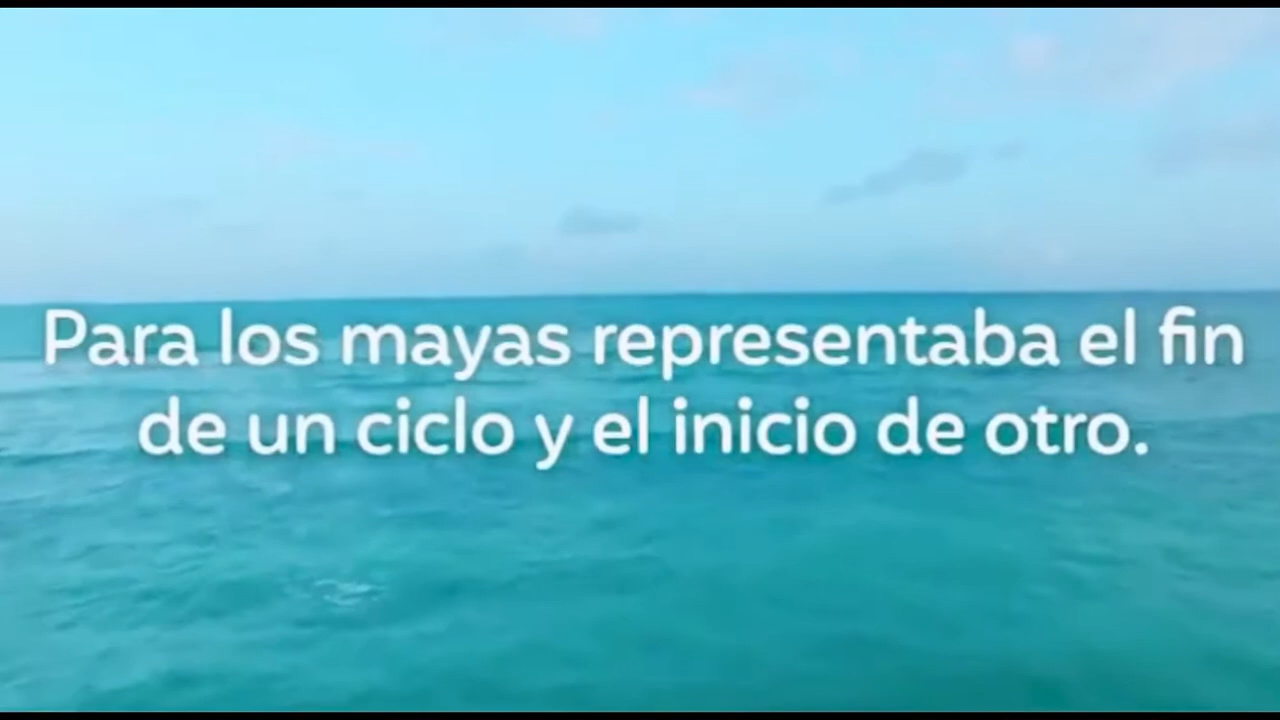 Para los mayas representaba el fin
de un ciclo y el inicio de otro.